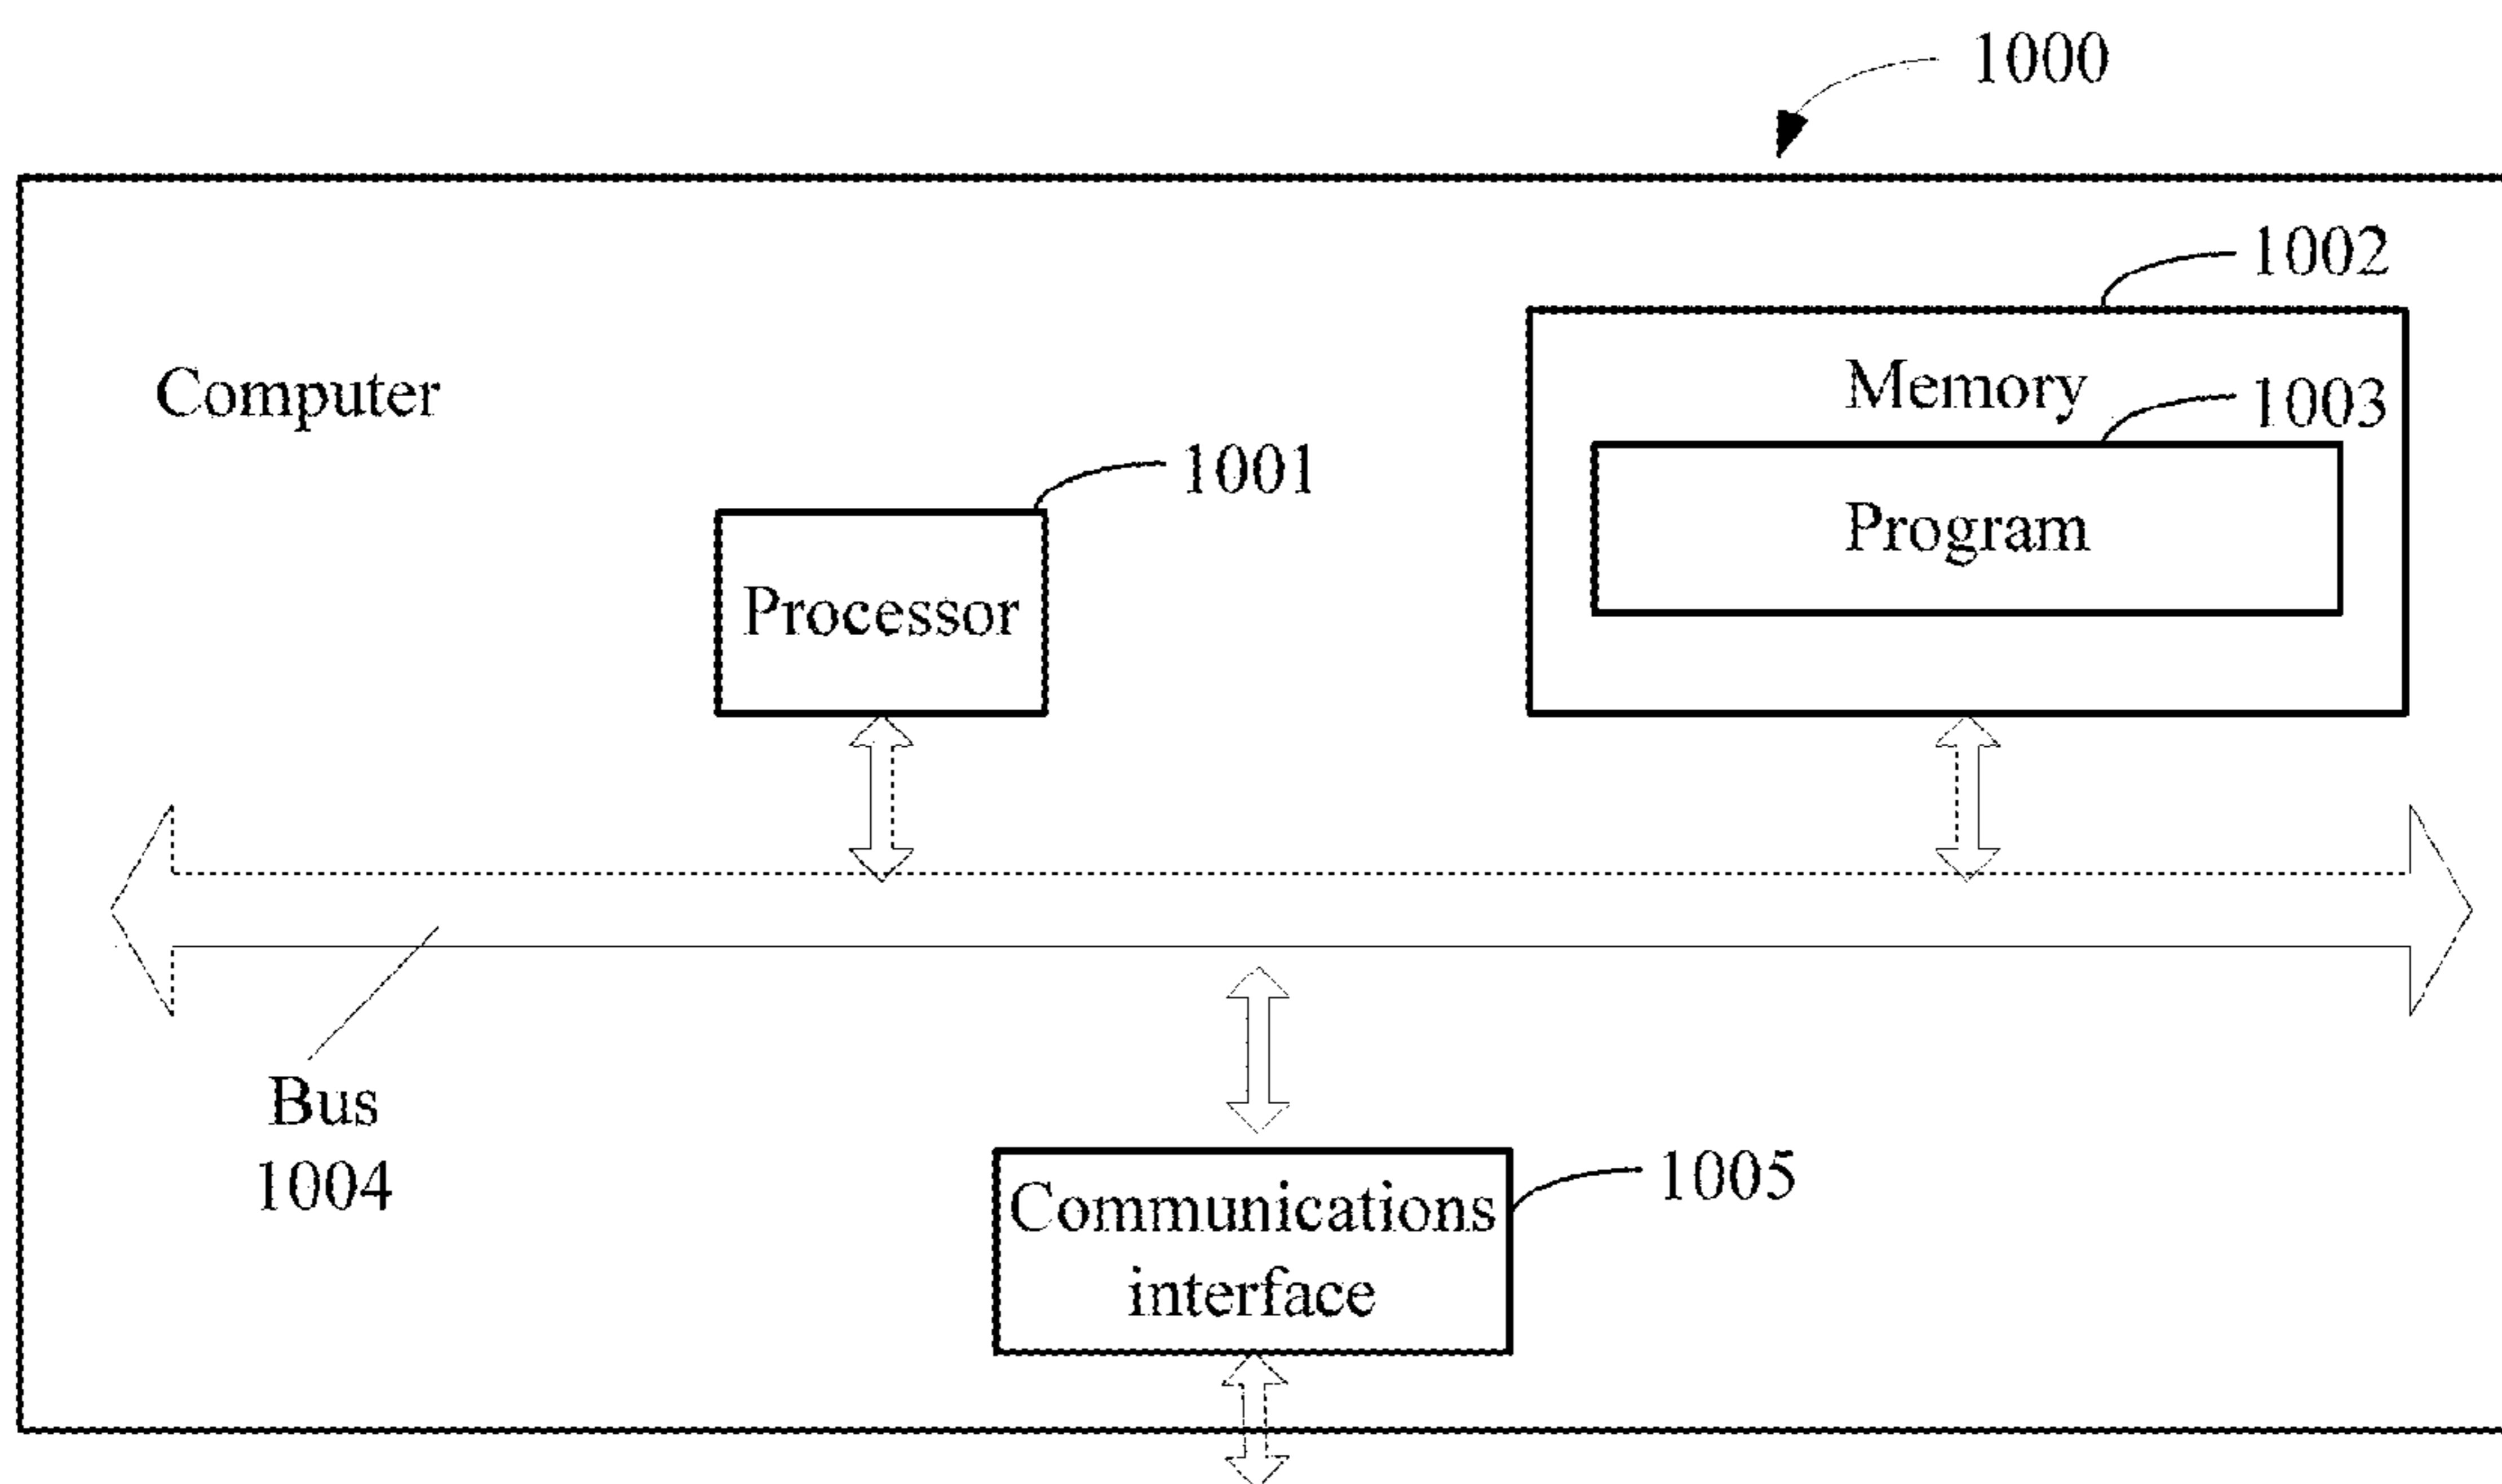 1000
1002
Computer
Memory
1003
1001
Program
Processor
Bus
1004
1005
Communications
interface